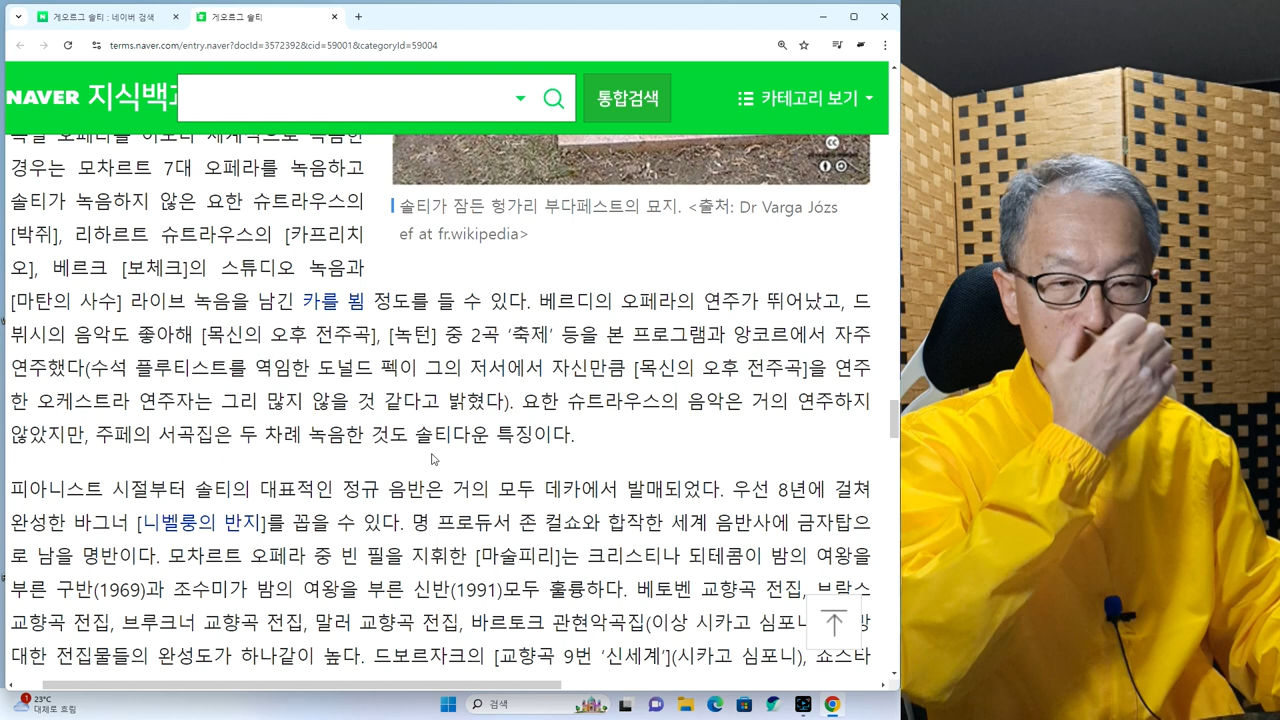 게오르그 솔티 : 네이버 검색
게오르그 솔티
terms.naver.com/entry.naver?docId=3572392&cid=59001&categoryId=59004
NAVER 지식백과
통합검색
카테고리 보기
경우는 모차르트 7대 오페라를 녹음하고
솔티가 녹음하지 않은 요한 슈트라우스의
[박쥐], 리하르트 슈트라우스의 [카프리치
오], 베르크 [보체크]의 스튜디오 녹음과
[마탄의 사수] 라이브 녹음을 남긴 카를 뵘 정도를 들 수 있다. 베르디의 오페라의 연주가 뛰어났고, 드
뷔시의 음악도 좋아해 [목신의 오후 전주곡], [녹턴] 중 2곡 ‘축제’ 등을 본 프로그램과 앙코르에서 자주
연주했다(수석 플루티스트를 역임한 도널드 펙이 그의 저서에서 자신만큼 [목신의 오후 전주곡]을 연주
한 오케스트라 연주자는 그리 많지 않을 것 같다고 밝혔다). 요한 슈트라우스의 음악은 거의 연주하지
않았지만, 주페의 서곡집은 두 차례 녹음한 것도 솔티다운 특징이다.
솔티가 잠든 헝가리 부다페스트의 묘지. <출처: Dr Varga Józs
ef at fr.wikipedia>
피아니스트 시절부터 솔티의 대표적인 정규 음반은 거의 모두 데카에서 발매되었다. 우선 8년에 걸쳐
완성한 바그너 [니벨룽의 반지]를 꼽을 수 있다. 명 프로듀서 존 컬쇼와 합작한 세계 음반사에 금자탑으
로 남을 명반이다. 모차르트 오페라 중 빈 필을 지휘한 [마술피리]는 크리스티나 되테콤이 밤의 여왕을
부른 구반(1969)과 조수미가 밤의 여왕을 부른 신반(1991)모두 훌륭하다. 베토벤 교향곡 전집, 브람스
교향곡 전집, 브루크너 교향곡 전집, 말러 교향곡 전집, 바르토크 관현악곡집(이상 시카고 심포니
대한 전집물들의 완성도가 하나같이 높다. 드보르자크의 [교향곡 9번 ‘신세계’](시카고 심포니), 쇼스타
1
23°C
대체로 흐림
검색